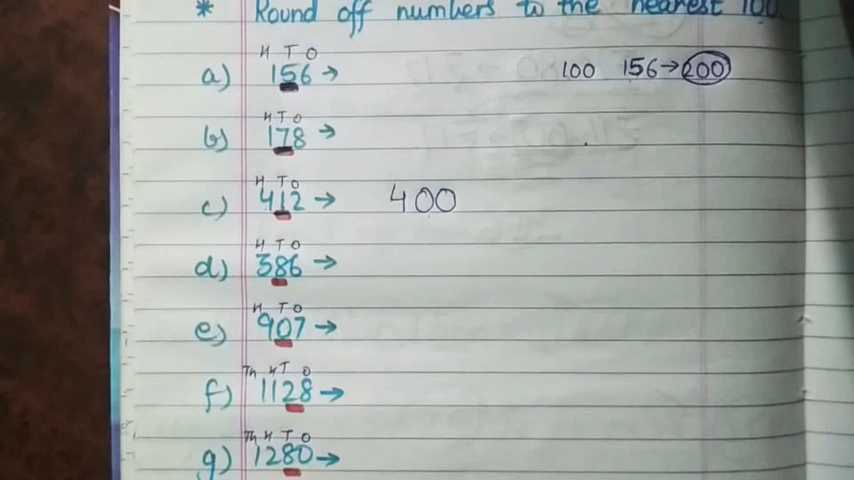 * Round off numbers to the nearest 100
H T O
a) 156 → 100 156 → 200
H T O
b) 178 →
H T O
c) 412 → 400
H T O
d) 386 →
H T O
e) 907 →
Th H T O
f) 1128 →
Th H T O
g) 1280 →